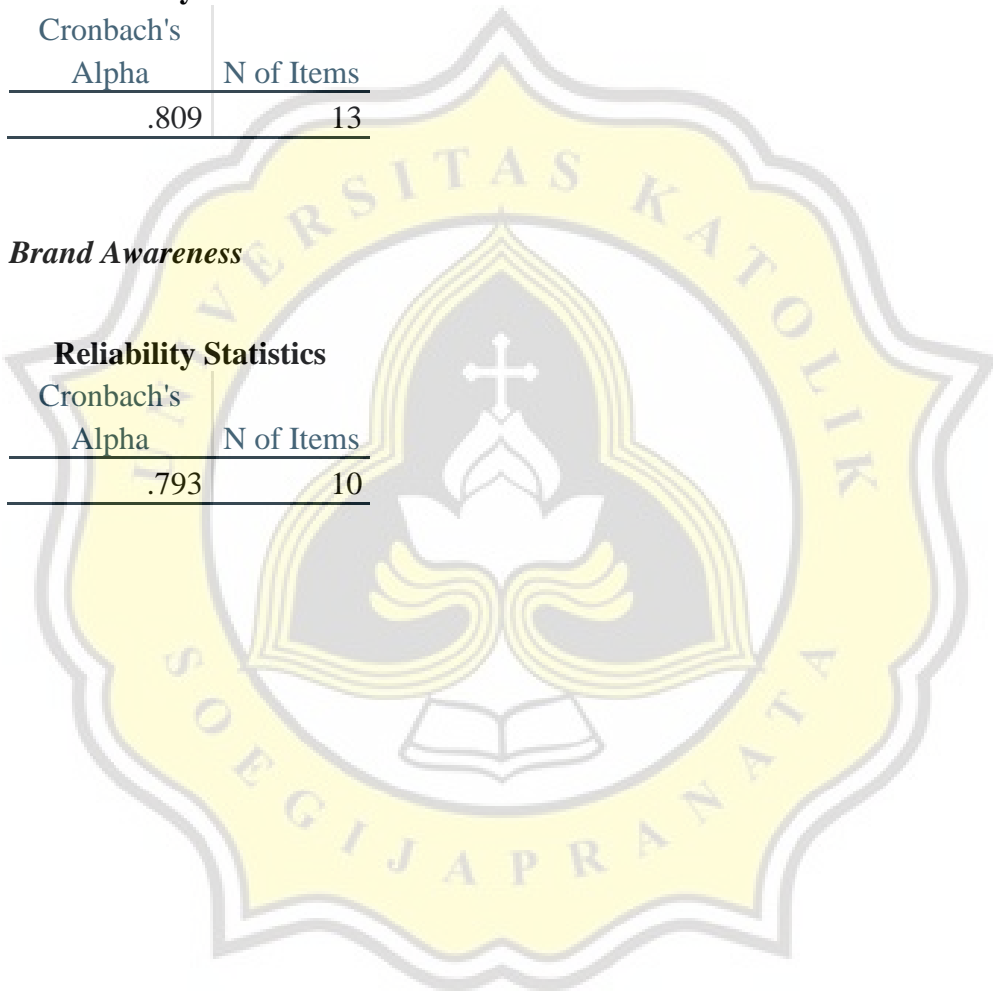 Cronbach's
Alpha N of Items
.809 13
Brand Awareness
Reliability Statistics
Cronbach's
Alpha N of Items
.793 10
UNIVERSITAS KATOLIK
SOEGIJAPRANATA